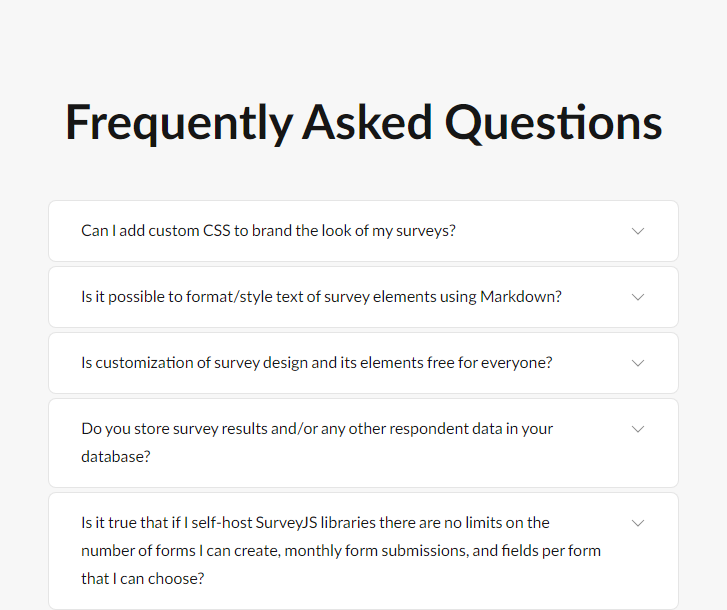 Frequently Asked Questions
Can I add custom CSS to brand the look of my surveys?
Is it possible to format/style text of survey elements using Markdown?
Is customization of survey design and its elements free for everyone?
Do you store survey results and/or any other respondent data in your
database?
Is it true that if I self-host SurveyJS libraries there are no limits on the
number of forms I can create, monthly form submissions, and fields per form
that I can choose?